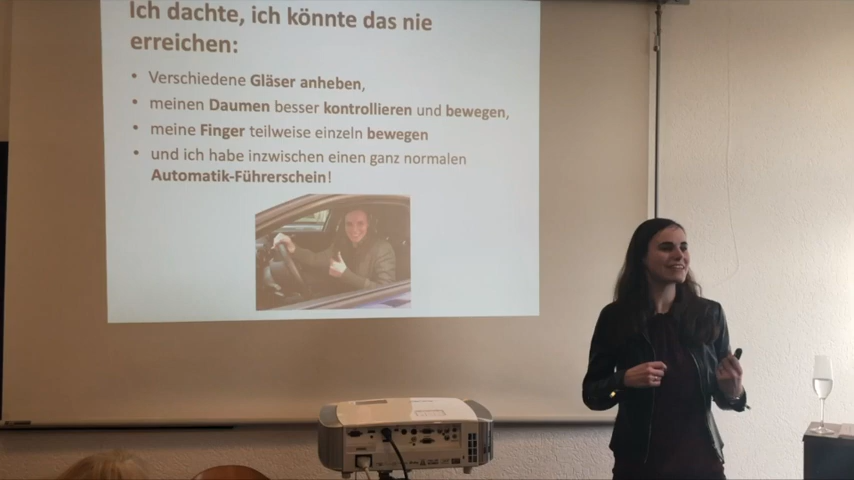 Ich dachte, ich könnte das nie
erreichen:
• Verschiedene Gläser anheben,
• meinen Daumen besser kontrollieren und bewegen,
• meine Finger teilweise einzeln bewegen
• und ich habe inzwischen einen ganz normalen
Automatik-Führerschein!